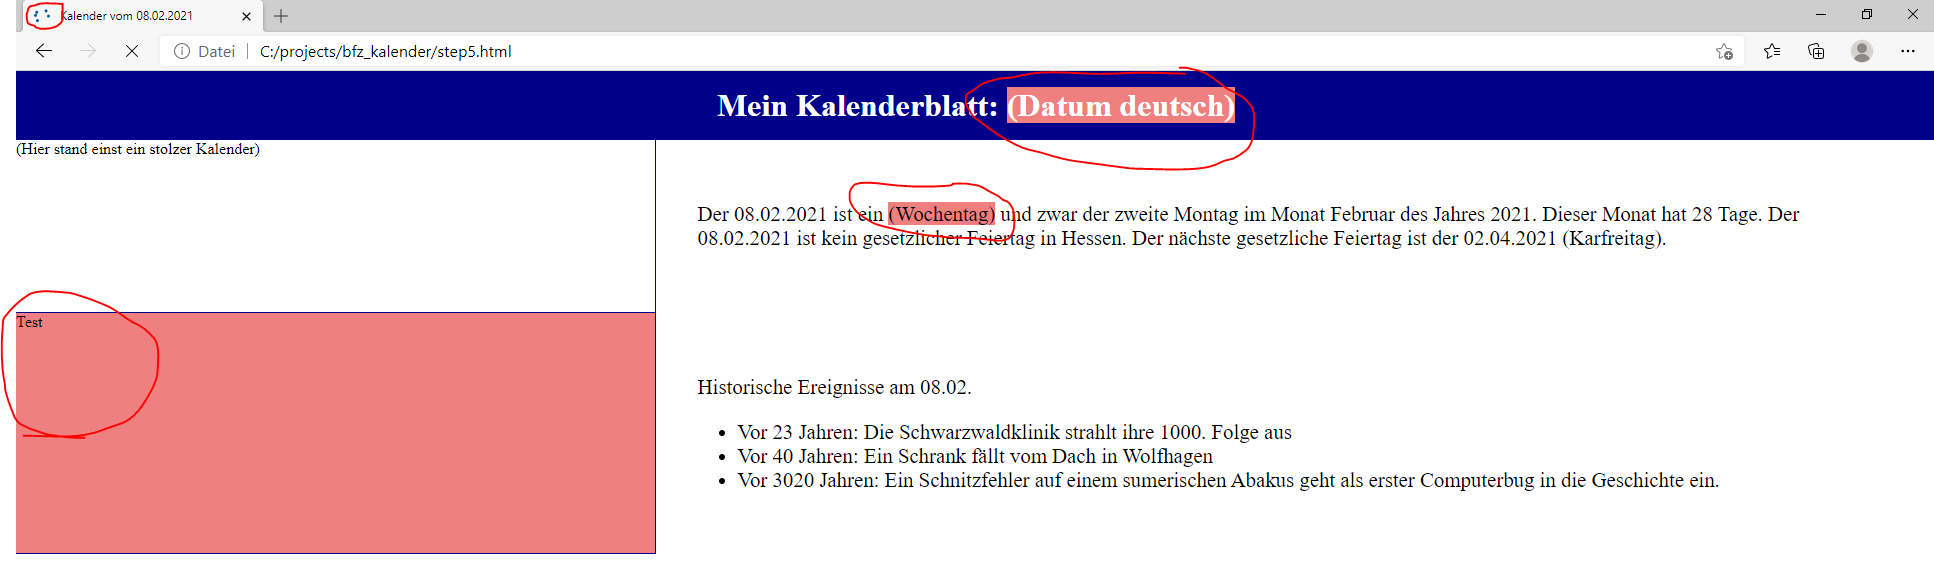 Kalender vom 08.02.2021
Datei C:/projects/bfz_kalender/step5.html
Mein Kalenderblatt: (Datum deutsch)
(Hier stand einst ein stolzer Kalender)
Test
Der 08.02.2021 ist ein (Wochentag) und zwar der zweite Montag im Monat Februar des Jahres 2021. Dieser Monat hat 28 Tage. Der
08.02.2021 ist kein gesetzlicher Feiertag in Hessen. Der nächste gesetzliche Feiertag ist der 02.04.2021 (Karfreitag).
Historische Ereignisse am 08.02.
• Vor 23 Jahren: Die Schwarzwaldklinik strahlt ihre 1000. Folge aus
• Vor 40 Jahren: Ein Schrank fällt vom Dach in Wolfhagen
• Vor 3020 Jahren: Ein Schnitzfehler auf einem sumerischen Abakus geht als erster Computerbug in die Geschichte ein.